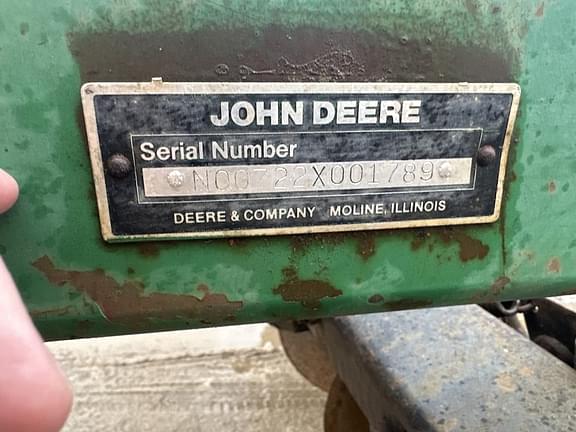 JOHN DEERE
Serial Number
N00722X001789
DEERE & COMPANY MOLINE, ILLINOIS